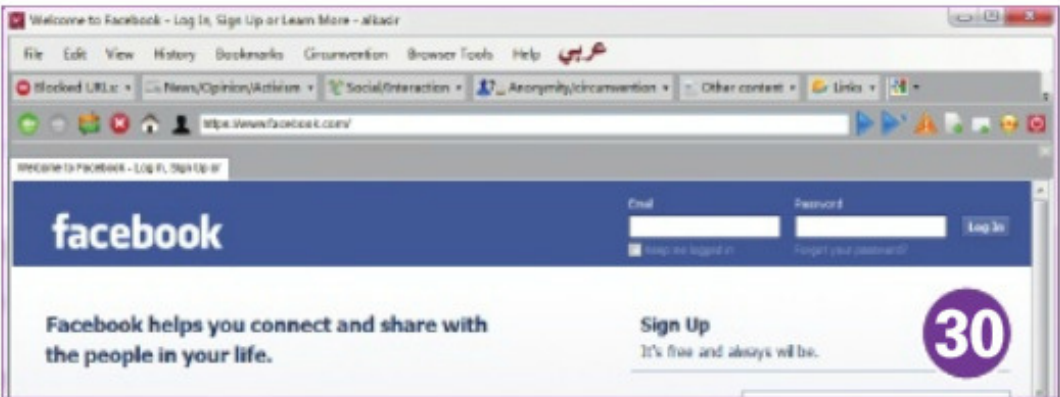 Welcome to Facebook - Log In, Sign Up or Learn More - alkasir
File Edit View History Bookmarks Circumvention Browser Tools Help عربي
Blocked URLs News/Opinion/Activism Social/Interaction Anonymity/circumvention Other content Links
https://www.facebook.com/
Welcome to Facebook - Log In, Sign Up or
Email Password
facebook
Log In
Keep me logged in Forgot your password?
Facebook helps you connect and share with
the people in your life.
Sign Up
It's free and always will be.
30